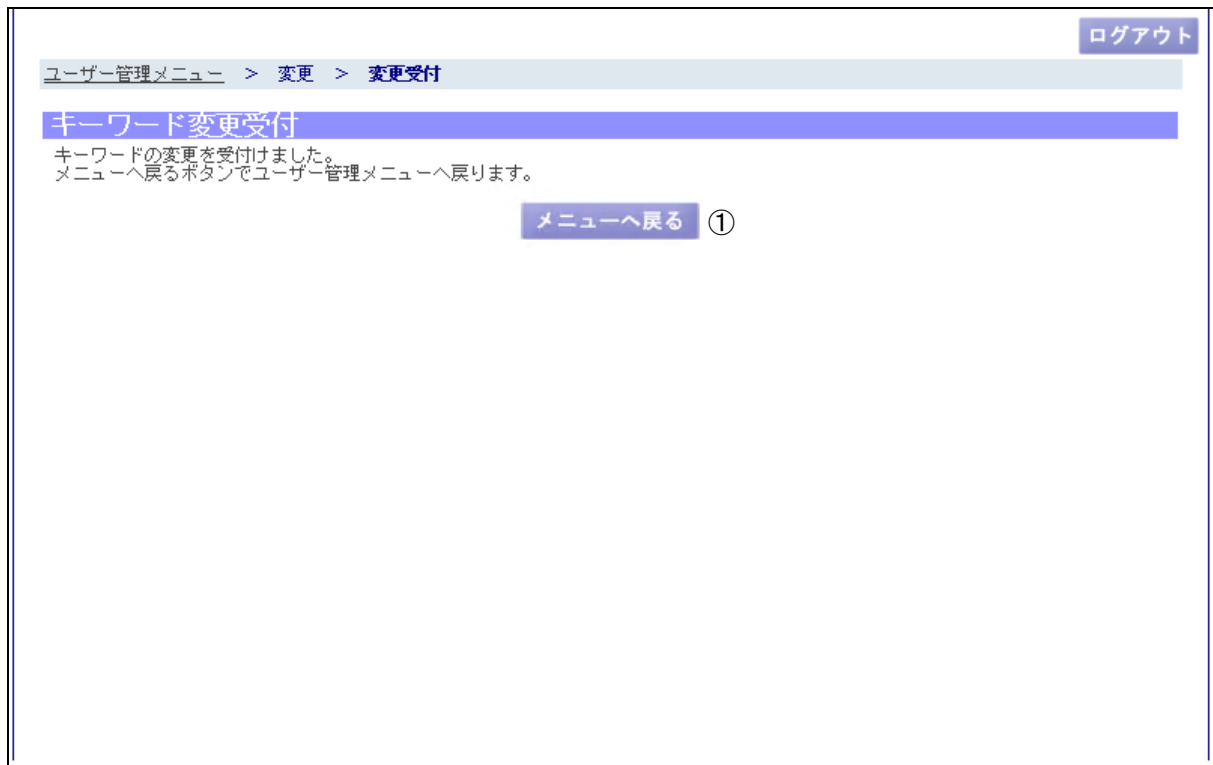 ログアウト
ユーザー管理メニュー > 変更 > 変更受付
キーワード変更受付
キーワードの変更を受付けました。
メニューへ戻るボタンでユーザー管理メニューへ戻ります。
メニューへ戻る ①